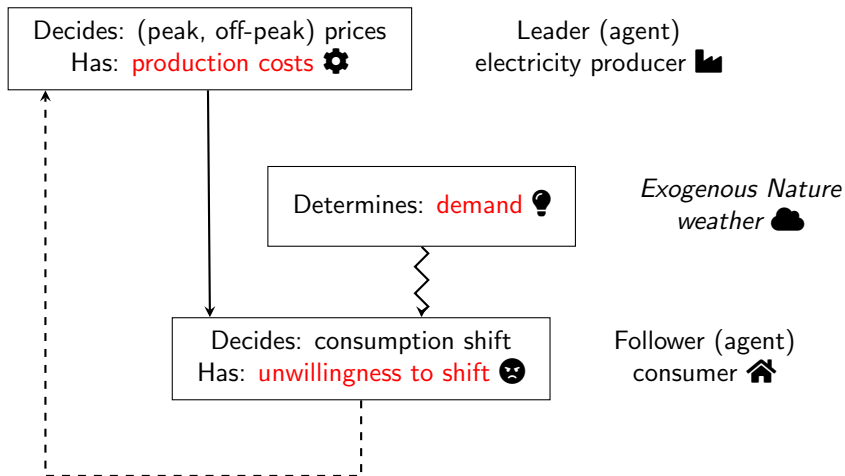 Decides: (peak, off-peak) prices
Has: production costs
Leader (agent)
electricity producer
Determines: demand
Exogenous Nature
weather
Decides: consumption shift
Has: unwillingness to shift
Follower (agent)
consumer